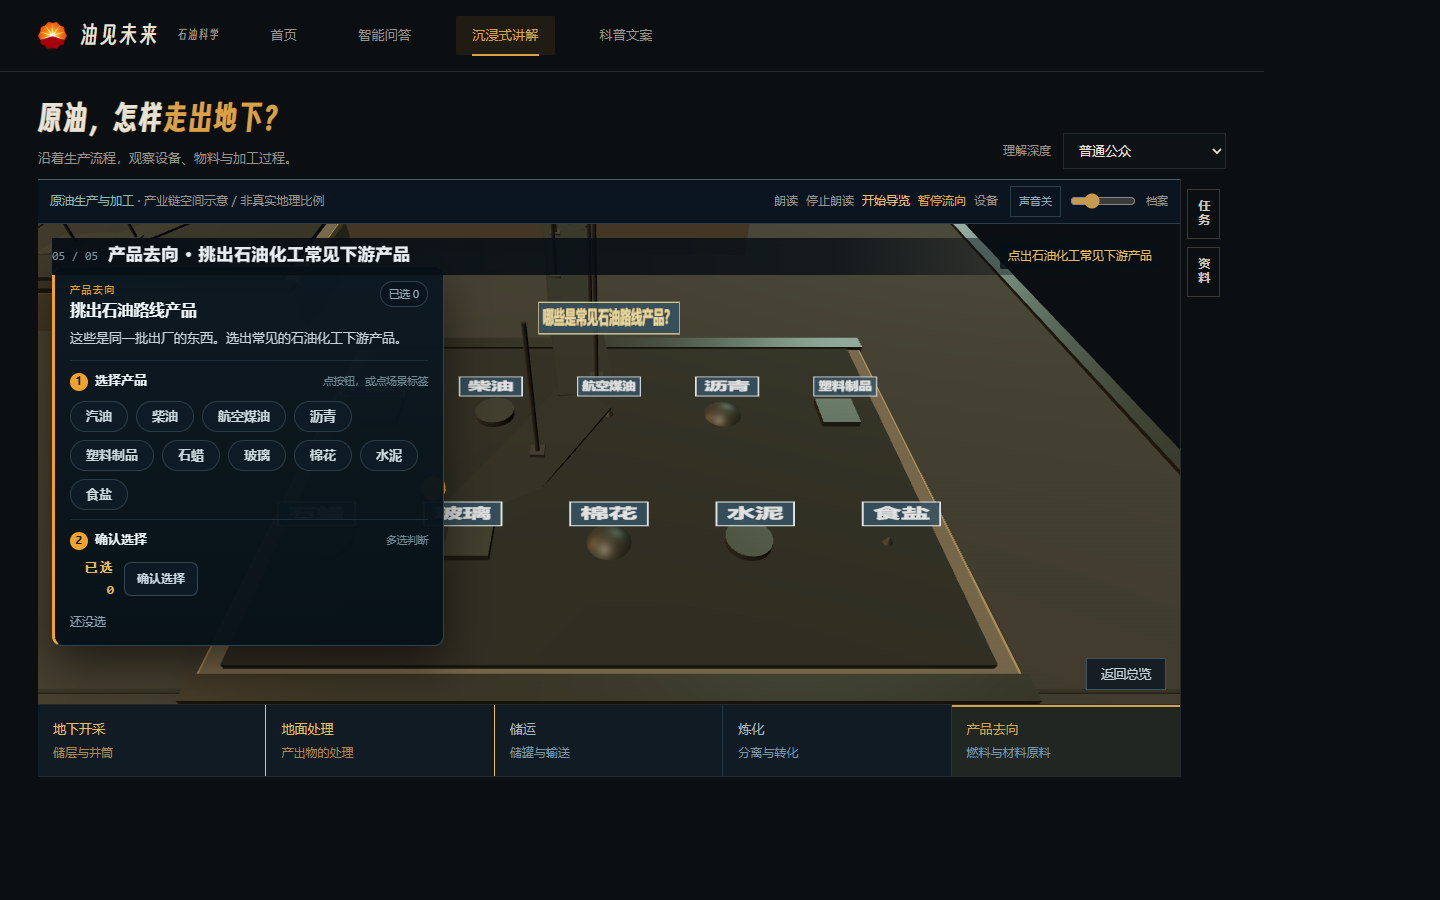 油见未来 石油科学 首页 智能问答 沉浸式讲解 科普文案
原油，怎样走出地下？
沿着生产流程，观察设备、物料与加工过程。
理解深度 普通公众
原油生产与加工 · 产业链空间示意 / 非真实地理比例
朗读 停止朗读 开始导览 暂停流向 设备 声音关 档案
任务
资料
05 / 05 产品去向 • 挑出石油化工常见下游产品
点出石油化工常见下游产品
产品去向
已选 0
挑出石油路线产品
这些是同一批出厂的东西。选出常见的石油化工下游产品。
1 选择产品 点按钮，或点场景标签
汽油 柴油 航空煤油 沥青
塑料制品 石蜡 玻璃 棉花 水泥
食盐
2 确认选择 多选判断
已选
0
确认选择
还没选
哪些是常见石油路线产品？
柴油 航空煤油 沥青 塑料制品
石蜡 玻璃 棉花 水泥 食盐
返回总览
地下开采
储层与井筒
地面处理
产出物的处理
储运
储罐与输送
炼化
分离与转化
产品去向
燃料与材料原料